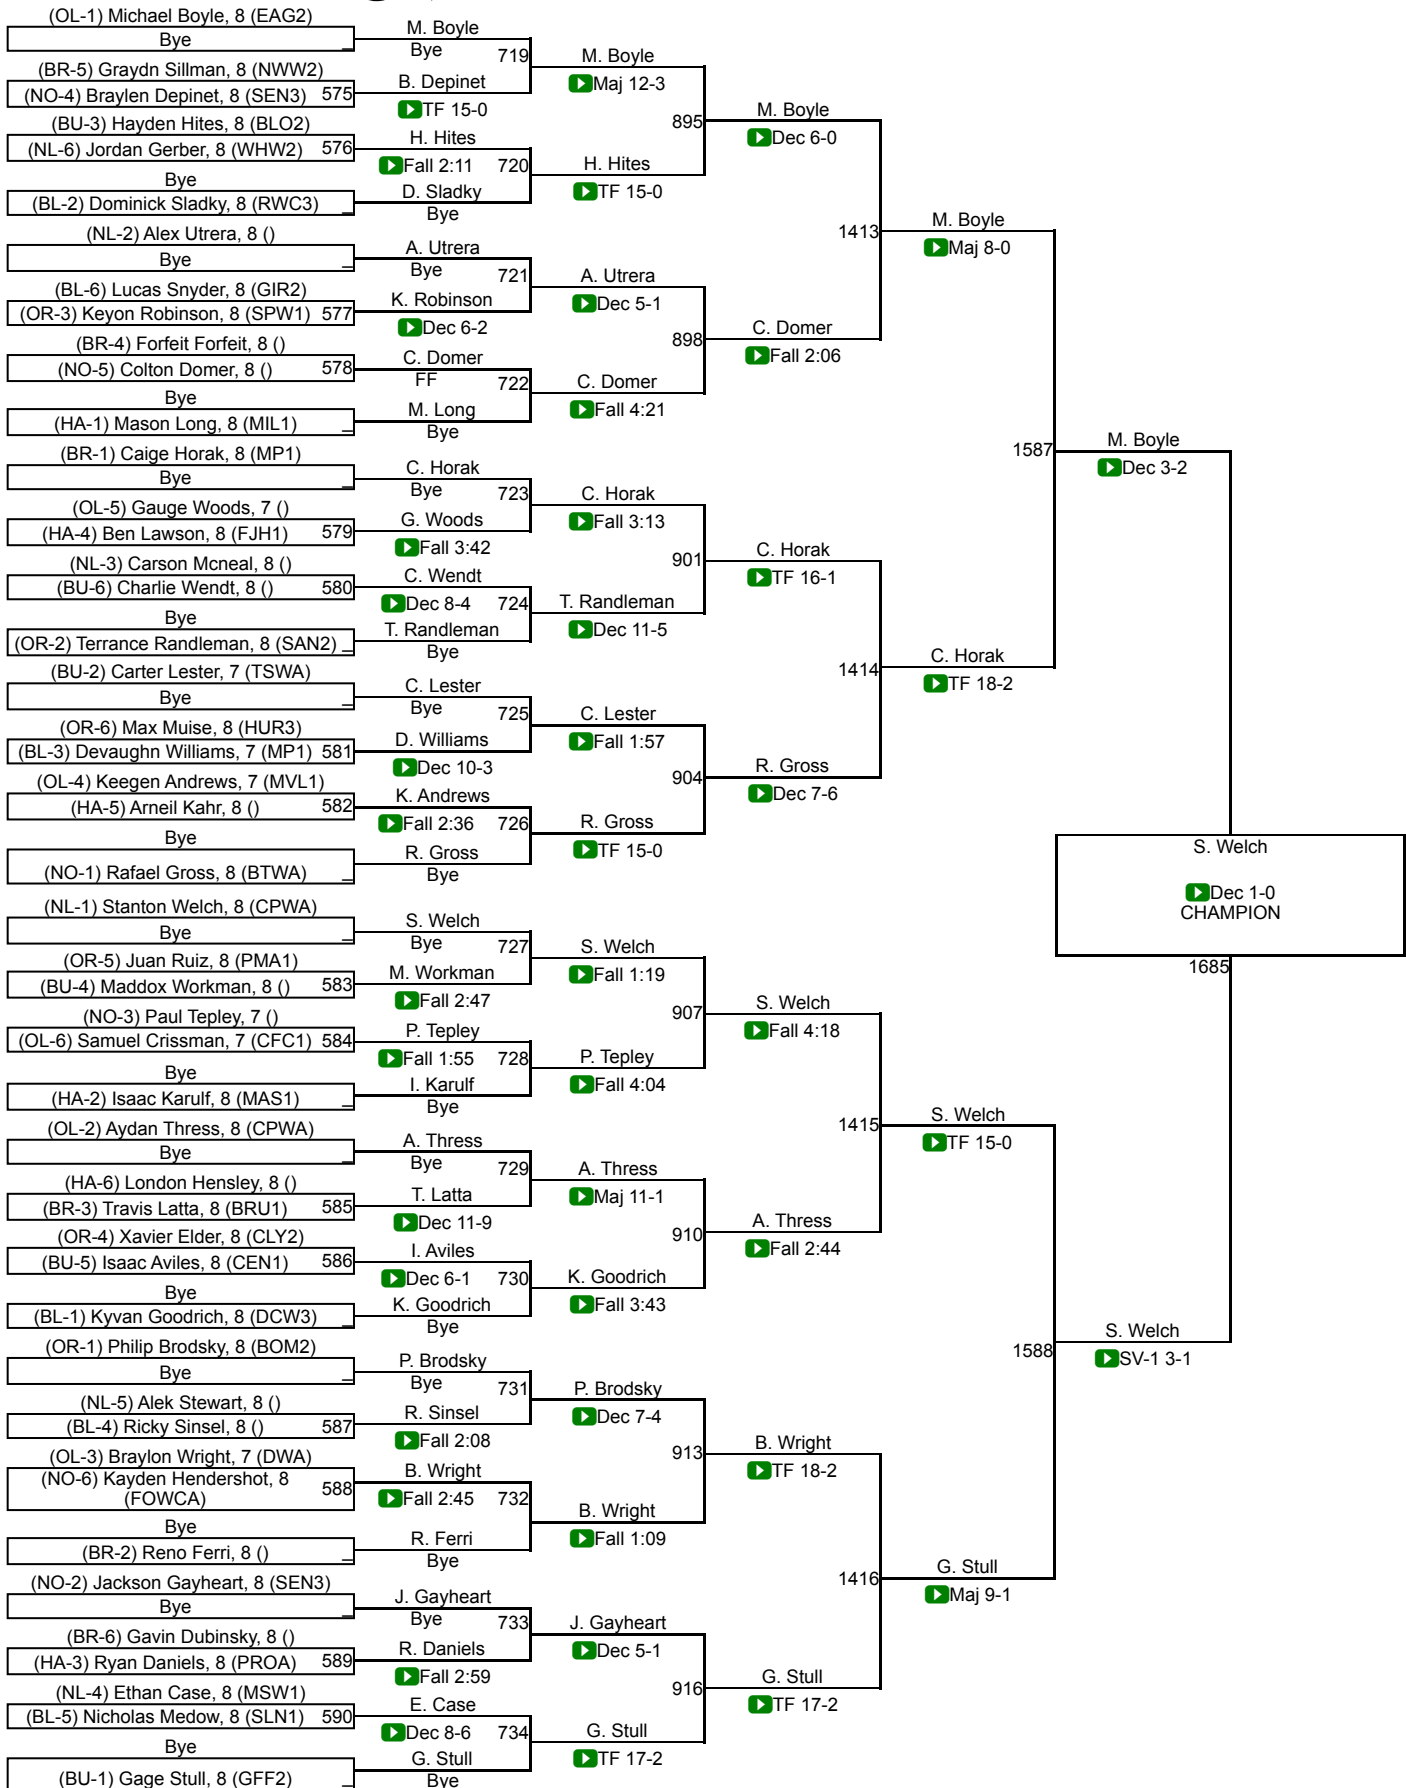 (OL-1) Michael Boyle, 8 (EAG2)
Bye
(BR-5) Graydn Sillman, 8 (NWW2)
(NO-4) Braylen Depinet, 8 (SEN3) 575
(BU-3) Hayden Hites, 8 (BLO2)
(NL-6) Jordan Gerber, 8 (WHW2) 576
Bye
(BL-2) Dominick Sladky, 8 (RWC3)
(NL-2) Alex Utrera, 8 ()
Bye
(BL-6) Lucas Snyder, 8 (GIR2)
(OR-3) Keyon Robinson, 8 (SPW1) 577
(BR-4) Forfeit Forfeit, 8 ()
(NO-5) Colton Domer, 8 () 578
Bye
(HA-1) Mason Long, 8 (MIL1)
(BR-1) Caige Horak, 8 (MP1)
Bye
(OL-5) Gauge Woods, 7 ()
(HA-4) Ben Lawson, 8 (FJH1) 579
(NL-3) Carson Mcneal, 8 ()
(BU-6) Charlie Wendt, 8 () 580
Bye
(OR-2) Terrance Randleman, 8 (SAN2)
(BU-2) Carter Lester, 7 (TSWA)
Bye
(OR-6) Max Muise, 8 (HUR3)
(BL-3) Devaughn Williams, 7 (MP1) 581
(OL-4) Keegen Andrews, 7 (MVL1)
(HA-5) Arneil Kahr, 8 () 582
Bye
(NO-1) Rafael Gross, 8 (BTWA)
(NL-1) Stanton Welch, 8 (CPWA)
Bye
(OR-5) Juan Ruiz, 8 (PMA1)
(BU-4) Maddox Workman, 8 () 583
(NO-3) Paul Tepley, 7 ()
(OL-6) Samuel Crissman, 7 (CFC1) 584
Bye
(HA-2) Isaac Karulf, 8 (MAS1)
(OL-2) Aydan Thress, 8 (CPWA)
Bye
(HA-6) London Hensley, 8 ()
(BR-3) Travis Latta, 8 (BRU1) 585
(OR-4) Xavier Elder, 8 (CLY2)
(BU-5) Isaac Aviles, 8 (CEN1) 586
Bye
(BL-1) Kyvan Goodrich, 8 (DCW3)
(OR-1) Philip Brodsky, 8 (BOM2)
Bye
(NL-5) Alek Stewart, 8 ()
(BL-4) Ricky Sinsel, 8 () 587
(OL-3) Braylon Wright, 7 (DWA)
(NO-6) Kayden Hendershot, 8
(FOWCA) 588
Bye
(BR-2) Reno Ferri, 8 ()
(NO-2) Jackson Gayheart, 8 (SEN3)
Bye
(BR-6) Gavin Dubinsky, 8 ()
(HA-3) Ryan Daniels, 8 (PROA) 589
(NL-4) Ethan Case, 8 (MSW1)
(BL-5) Nicholas Medow, 8 (SLN1) 590
Bye
(BU-1) Gage Stull, 8 (GFF2)
M. Boyle
Bye 719
B. Depinet
TF 15-0
H. Hites
Fall 2:11 720
D. Sladky
Bye
A. Utrera
Bye 721
K. Robinson
Dec 6-2
C. Domer
FF 722
M. Long
Bye
C. Horak
Bye 723
G. Woods
Fall 3:42
C. Wendt
Dec 8-4 724
T. Randleman
Bye
C. Lester
Bye 725
D. Williams
Dec 10-3
K. Andrews
Fall 2:36 726
R. Gross
Bye
S. Welch
Bye 727
M. Workman
Fall 2:47
P. Tepley
Fall 1:55 728
I. Karulf
Bye
A. Thress
Bye 729
T. Latta
Dec 11-9
I. Aviles
Dec 6-1 730
K. Goodrich
Bye
P. Brodsky
Bye 731
R. Sinsel
Fall 2:08
B. Wright
Fall 2:45 732
R. Ferri
Bye
J. Gayheart
Bye 733
R. Daniels
Fall 2:59
E. Case
Dec 8-6 734
G. Stull
Bye
M. Boyle
Maj 12-3
895
H. Hites
TF 15-0
A. Utrera
Dec 5-1
898
C. Domer
Fall 4:21
C. Horak
Fall 3:13
901
T. Randleman
Dec 11-5
C. Lester
Fall 1:57
904
R. Gross
TF 15-0
S. Welch
Fall 1:19
907
P. Tepley
Fall 4:04
A. Thress
Maj 11-1
910
K. Goodrich
Fall 3:43
P. Brodsky
Dec 7-4
913
B. Wright
Fall 1:09
J. Gayheart
Dec 5-1
916
G. Stull
TF 17-2
M. Boyle
Dec 6-0
1413
C. Domer
Fall 2:06
C. Horak
TF 16-1
1414
R. Gross
Dec 7-6
S. Welch
Fall 4:18
1415
A. Thress
Fall 2:44
B. Wright
TF 18-2
1416
G. Stull
TF 17-2
M. Boyle
Maj 8-0
1587
C. Horak
TF 18-2
S. Welch
TF 15-0
1588
G. Stull
Maj 9-1
M. Boyle
Dec 3-2
S. Welch
SV-1 3-1
S. Welch
Dec 1-0
CHAMPION
1685